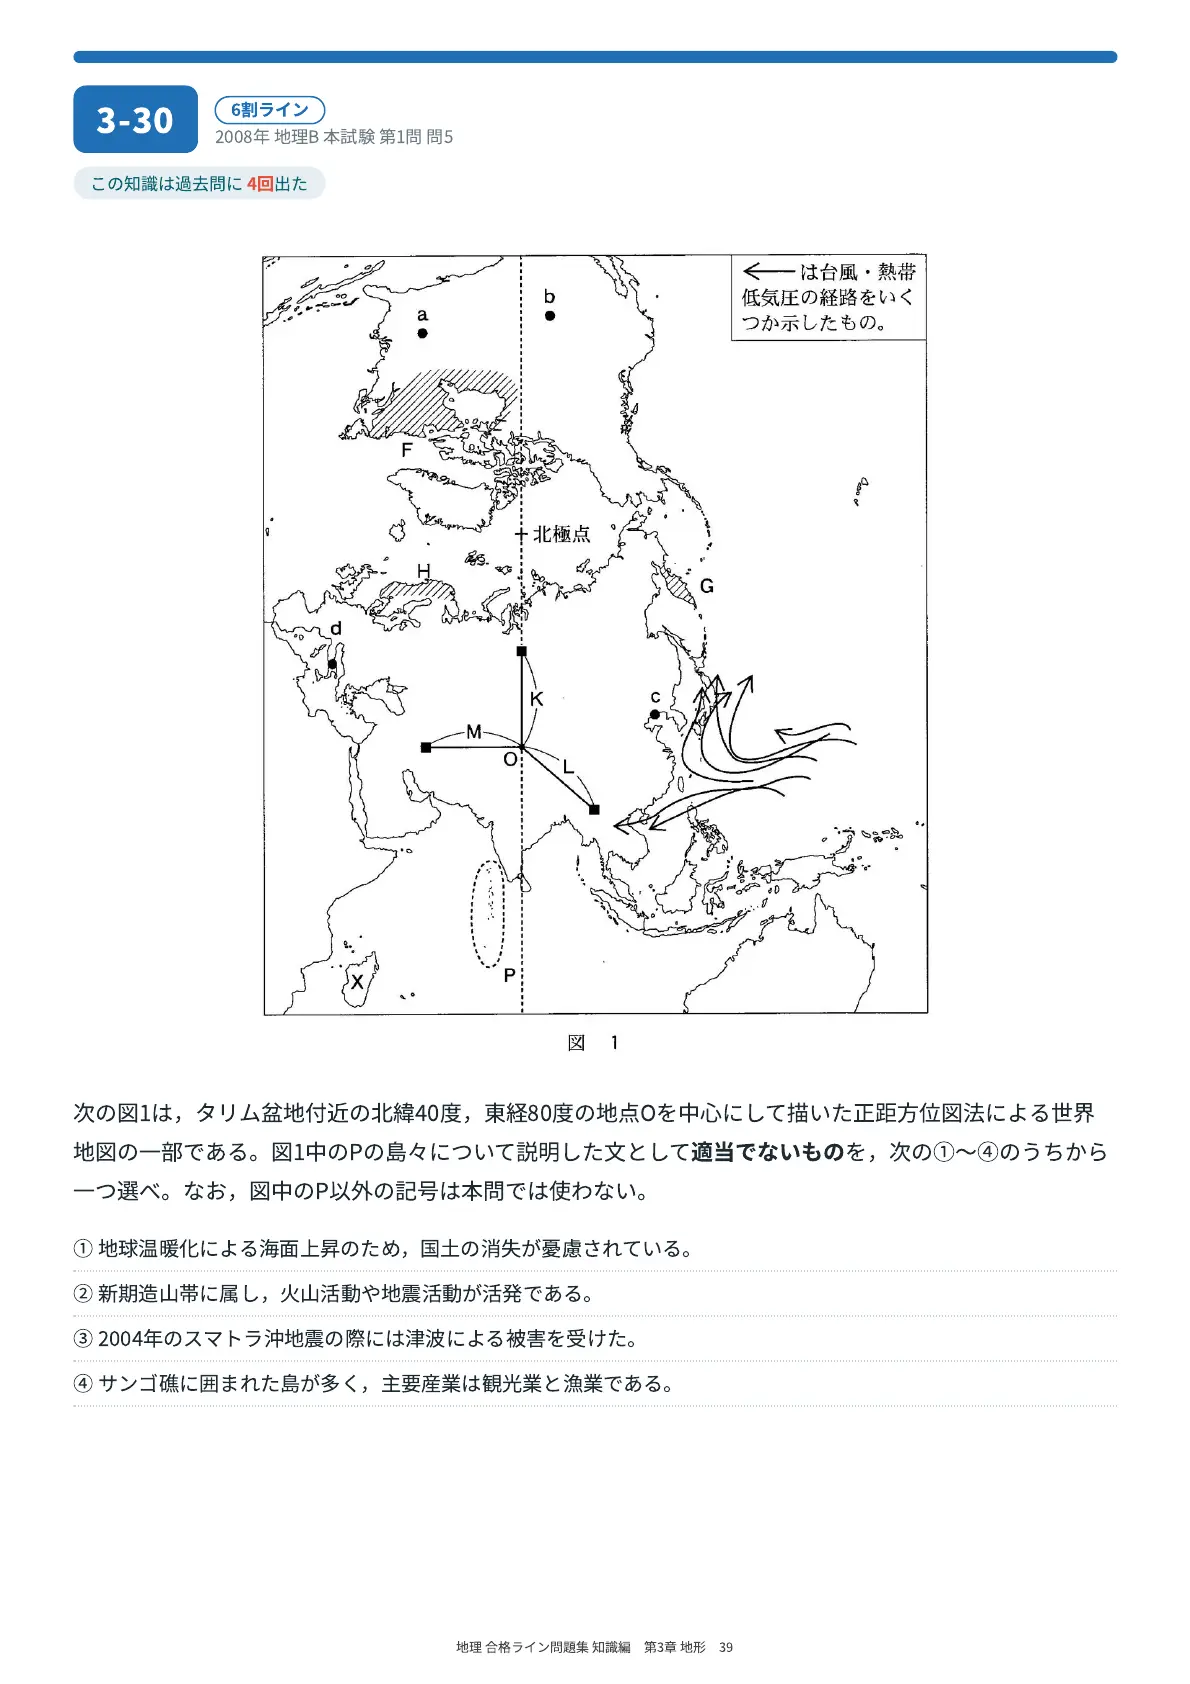 3-30
6割ライン
2008年 地理B 本試験 第1問 問5
この知識は過去問に 4回出た
は台風・熱帯
低気圧の経路をいく
つか示したもの。
b
a
F
北極点
H
G
d
c
K
M
O
L
P
X
図 1
次の図1は，タリム盆地付近の北緯40度，東経80度の地点Oを中心にして描いた正距方位図法による世界
地図の一部である。図1中のPの島々について説明した文として適当でないものを，次の①～④のうちから
一つ選べ。なお，図中のP以外の記号は本問では使わない。
① 地球温暖化による海面上昇のため，国土の消失が憂慮されている。
② 新期造山帯に属し，火山活動や地震活動が活発である。
③ 2004年のスマトラ沖地震の際には津波による被害を受けた。
④ サンゴ礁に囲まれた島が多く，主要産業は観光業と漁業である。
地理 合格ライン問題集 知識編 第3章 地形 39